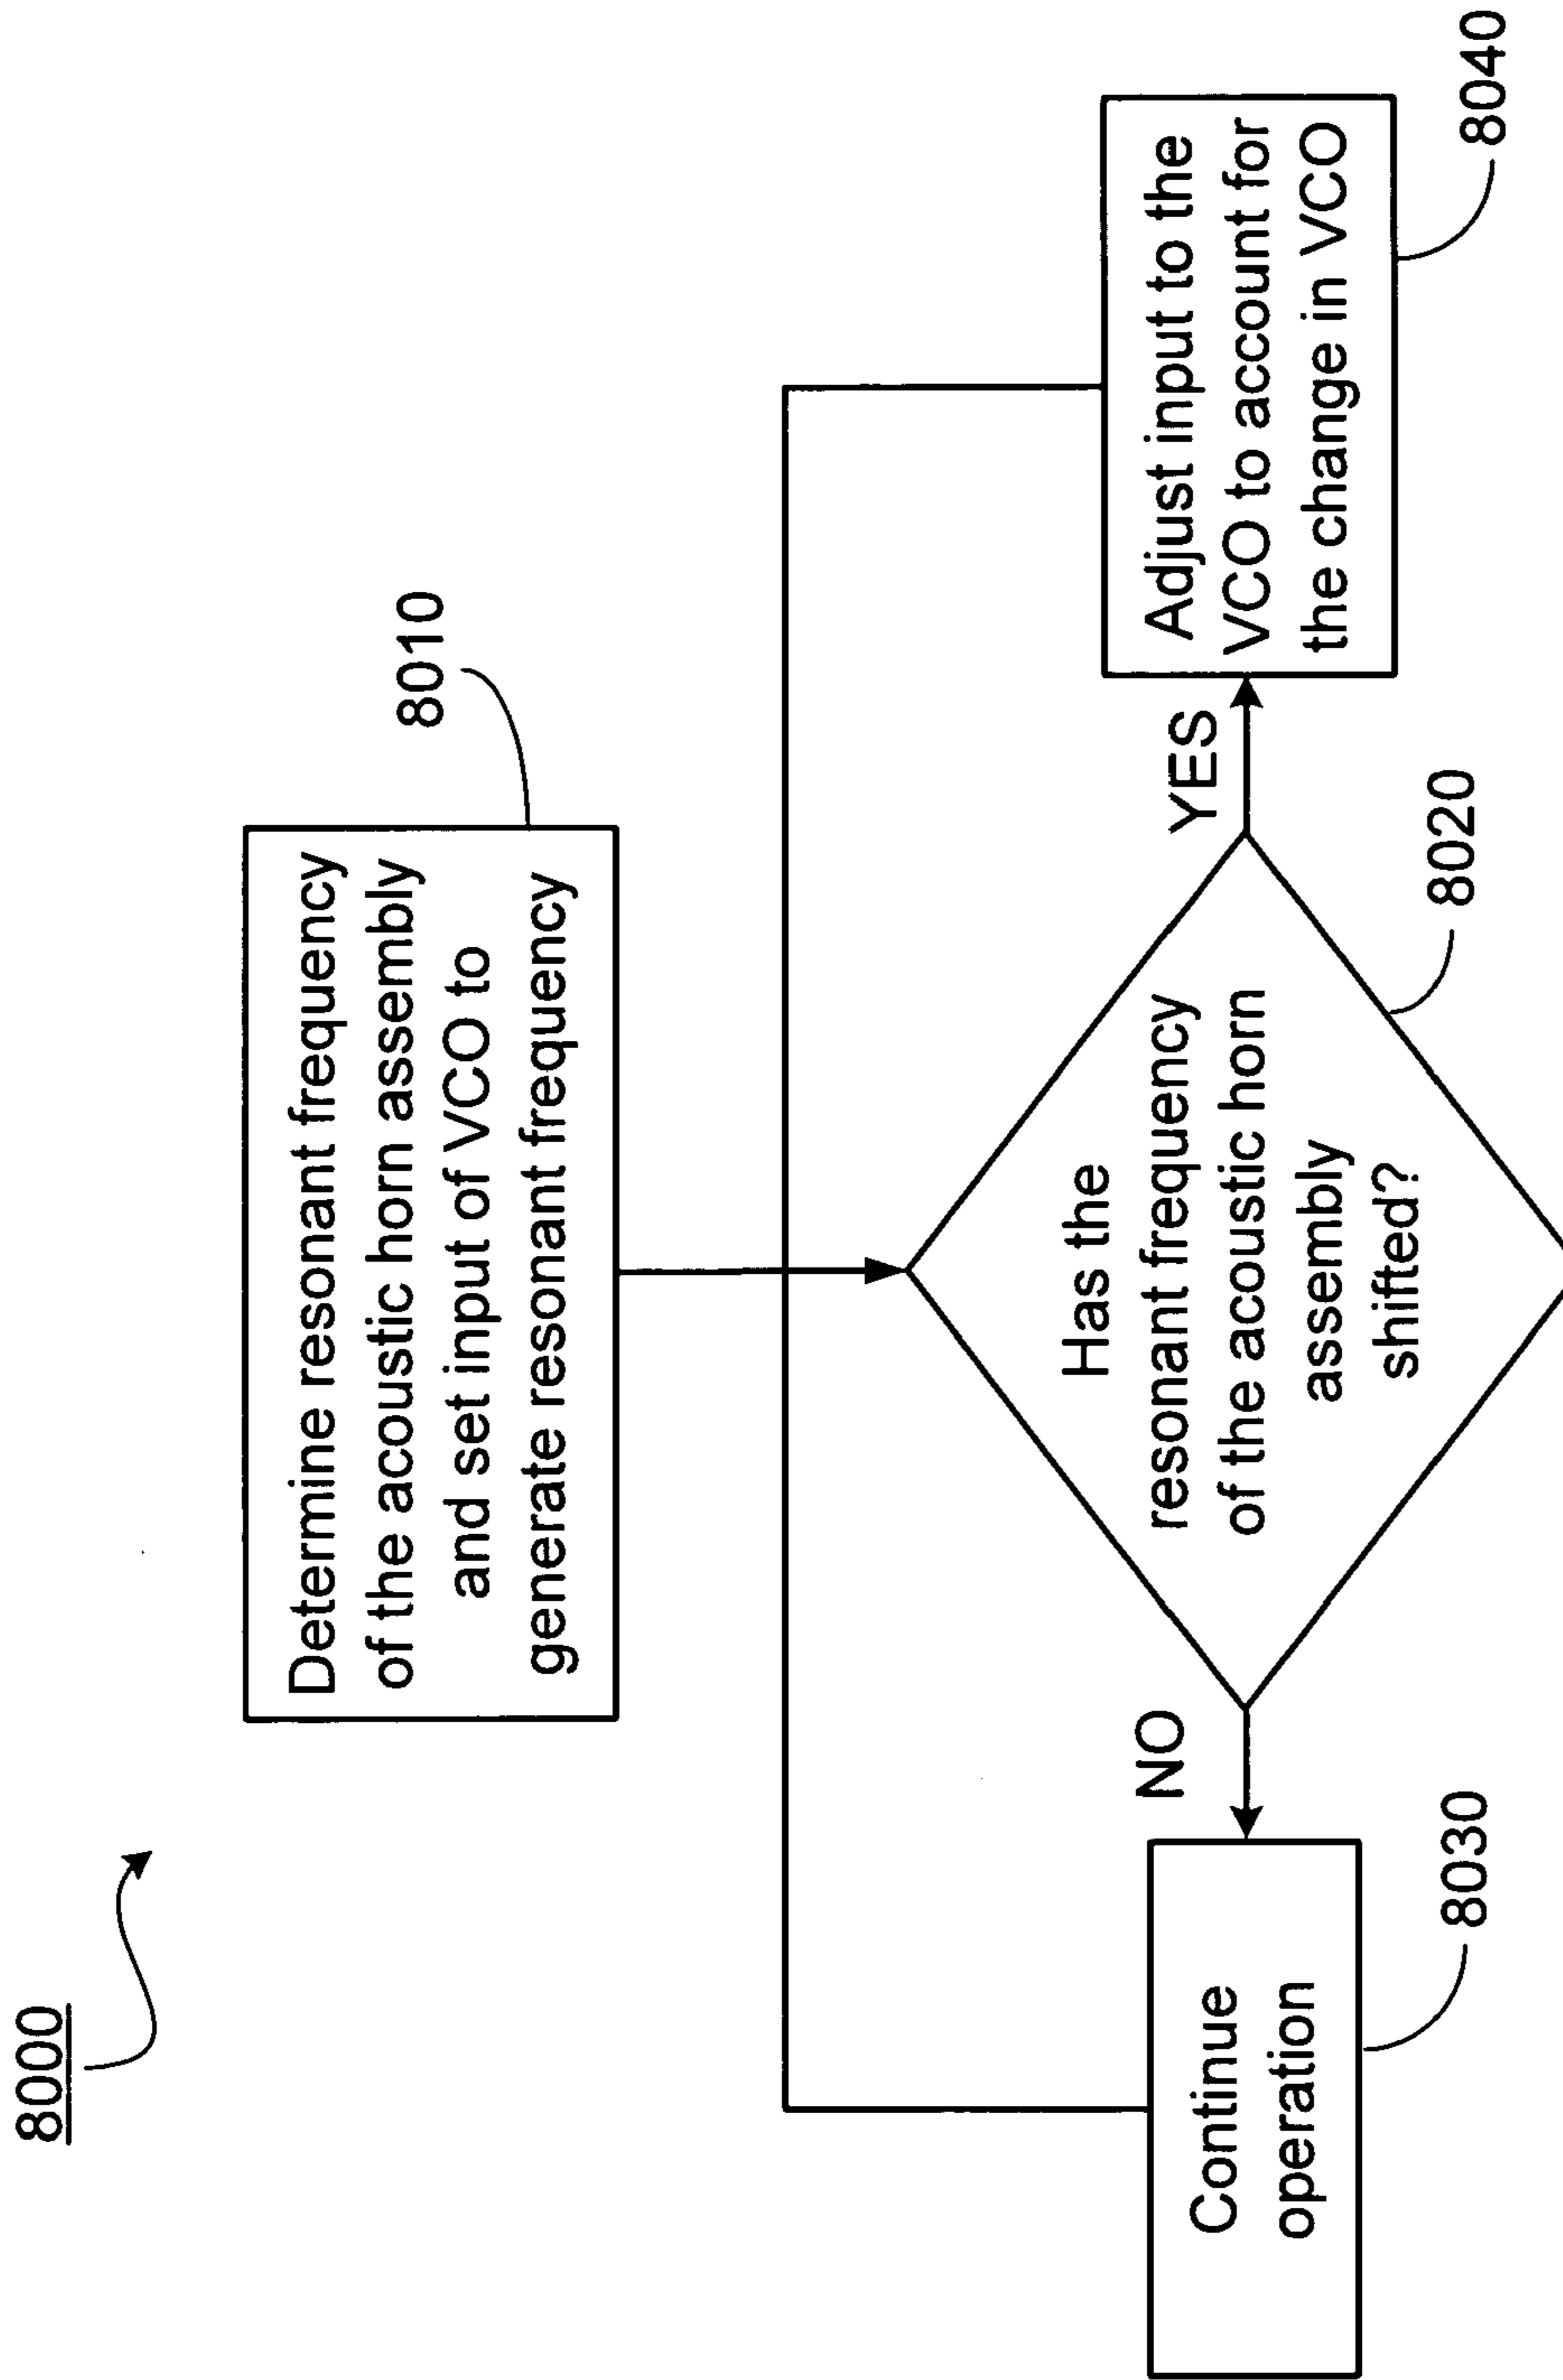 8000
8010
Determine resonant frequency
of the acoustic horn assembly
and set input of VCO to
generate resonant frequency
Has the
resonant frequency
of the acoustic horn
assembly
shifted?
8020
NO
YES
Continue
operation
8030
Adjust input to the
VCO to account for
the change in VCO
8040